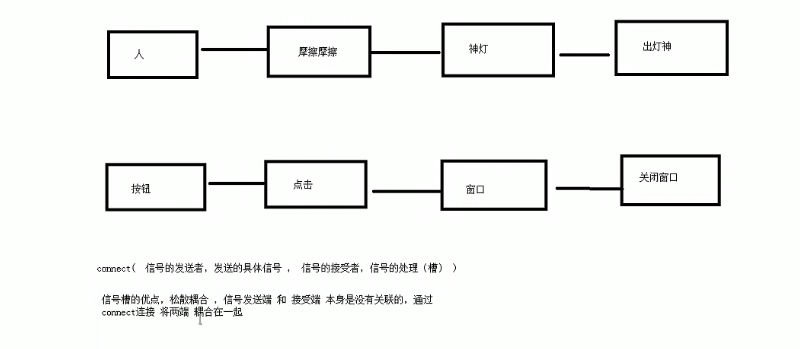 人 摩擦摩擦 神灯 出灯神
按钮 点击 窗口 关闭窗口
connect( 信号的发送者，发送的具体信号 ， 信号的接受者，信号的处理（槽） )
信号槽的优点，松散耦合 ，信号发送端 和 接受端 本身是没有关联的，通过
connect连接 将两端 耦合在一起